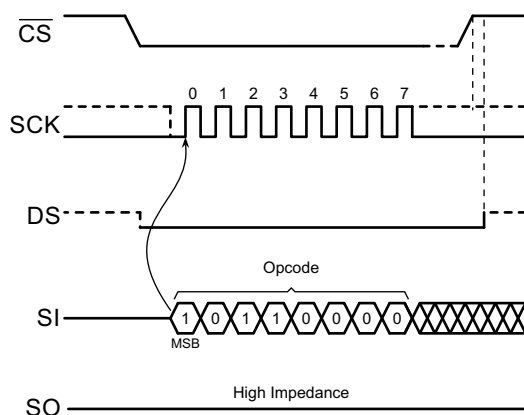 CS
0 1 2 3 4 5 6 7
SCK
DS
Opcode
SI
1 0 1 1 0 0 0 0
MSB
High Impedance
SO